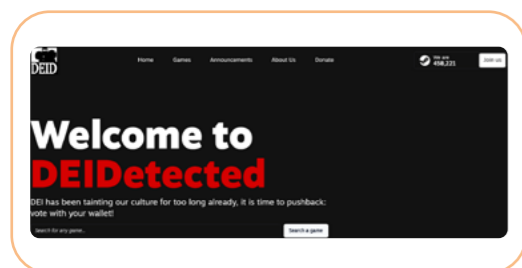 DEID
Home Games Announcements About Us Donate
We are
458,221
Join us
Welcome to
DEIDetected
DEI has been tainting our culture for too long already, it is time to pushback:
vote with your wallet!
Search for any game..
Search a game